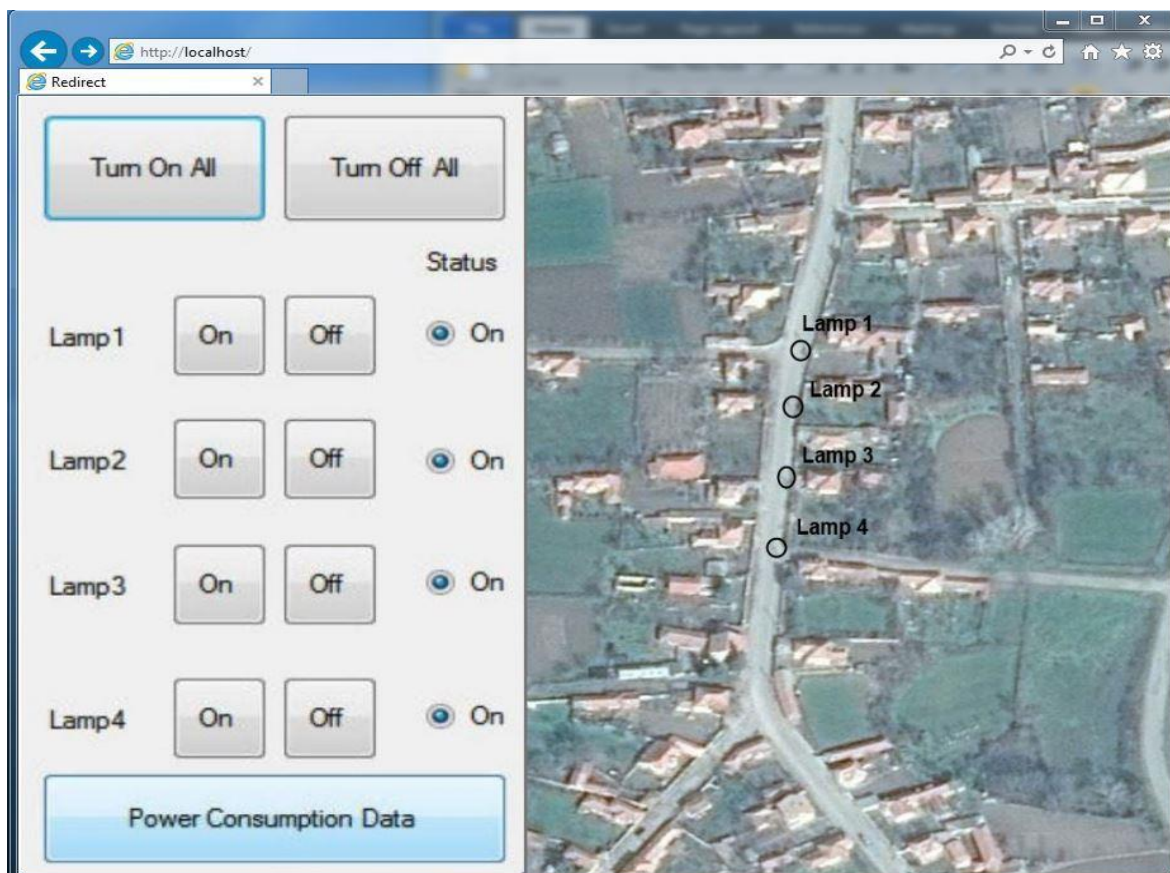 http://localhost/
Redirect
Turn On All
Turn Off All
Status
Lamp1
On
Off
On
Lamp2
On
Off
On
Lamp3
On
Off
On
Lamp4
On
Off
On
Power Consumption Data
Lamp 1
Lamp 2
Lamp 3
Lamp 4